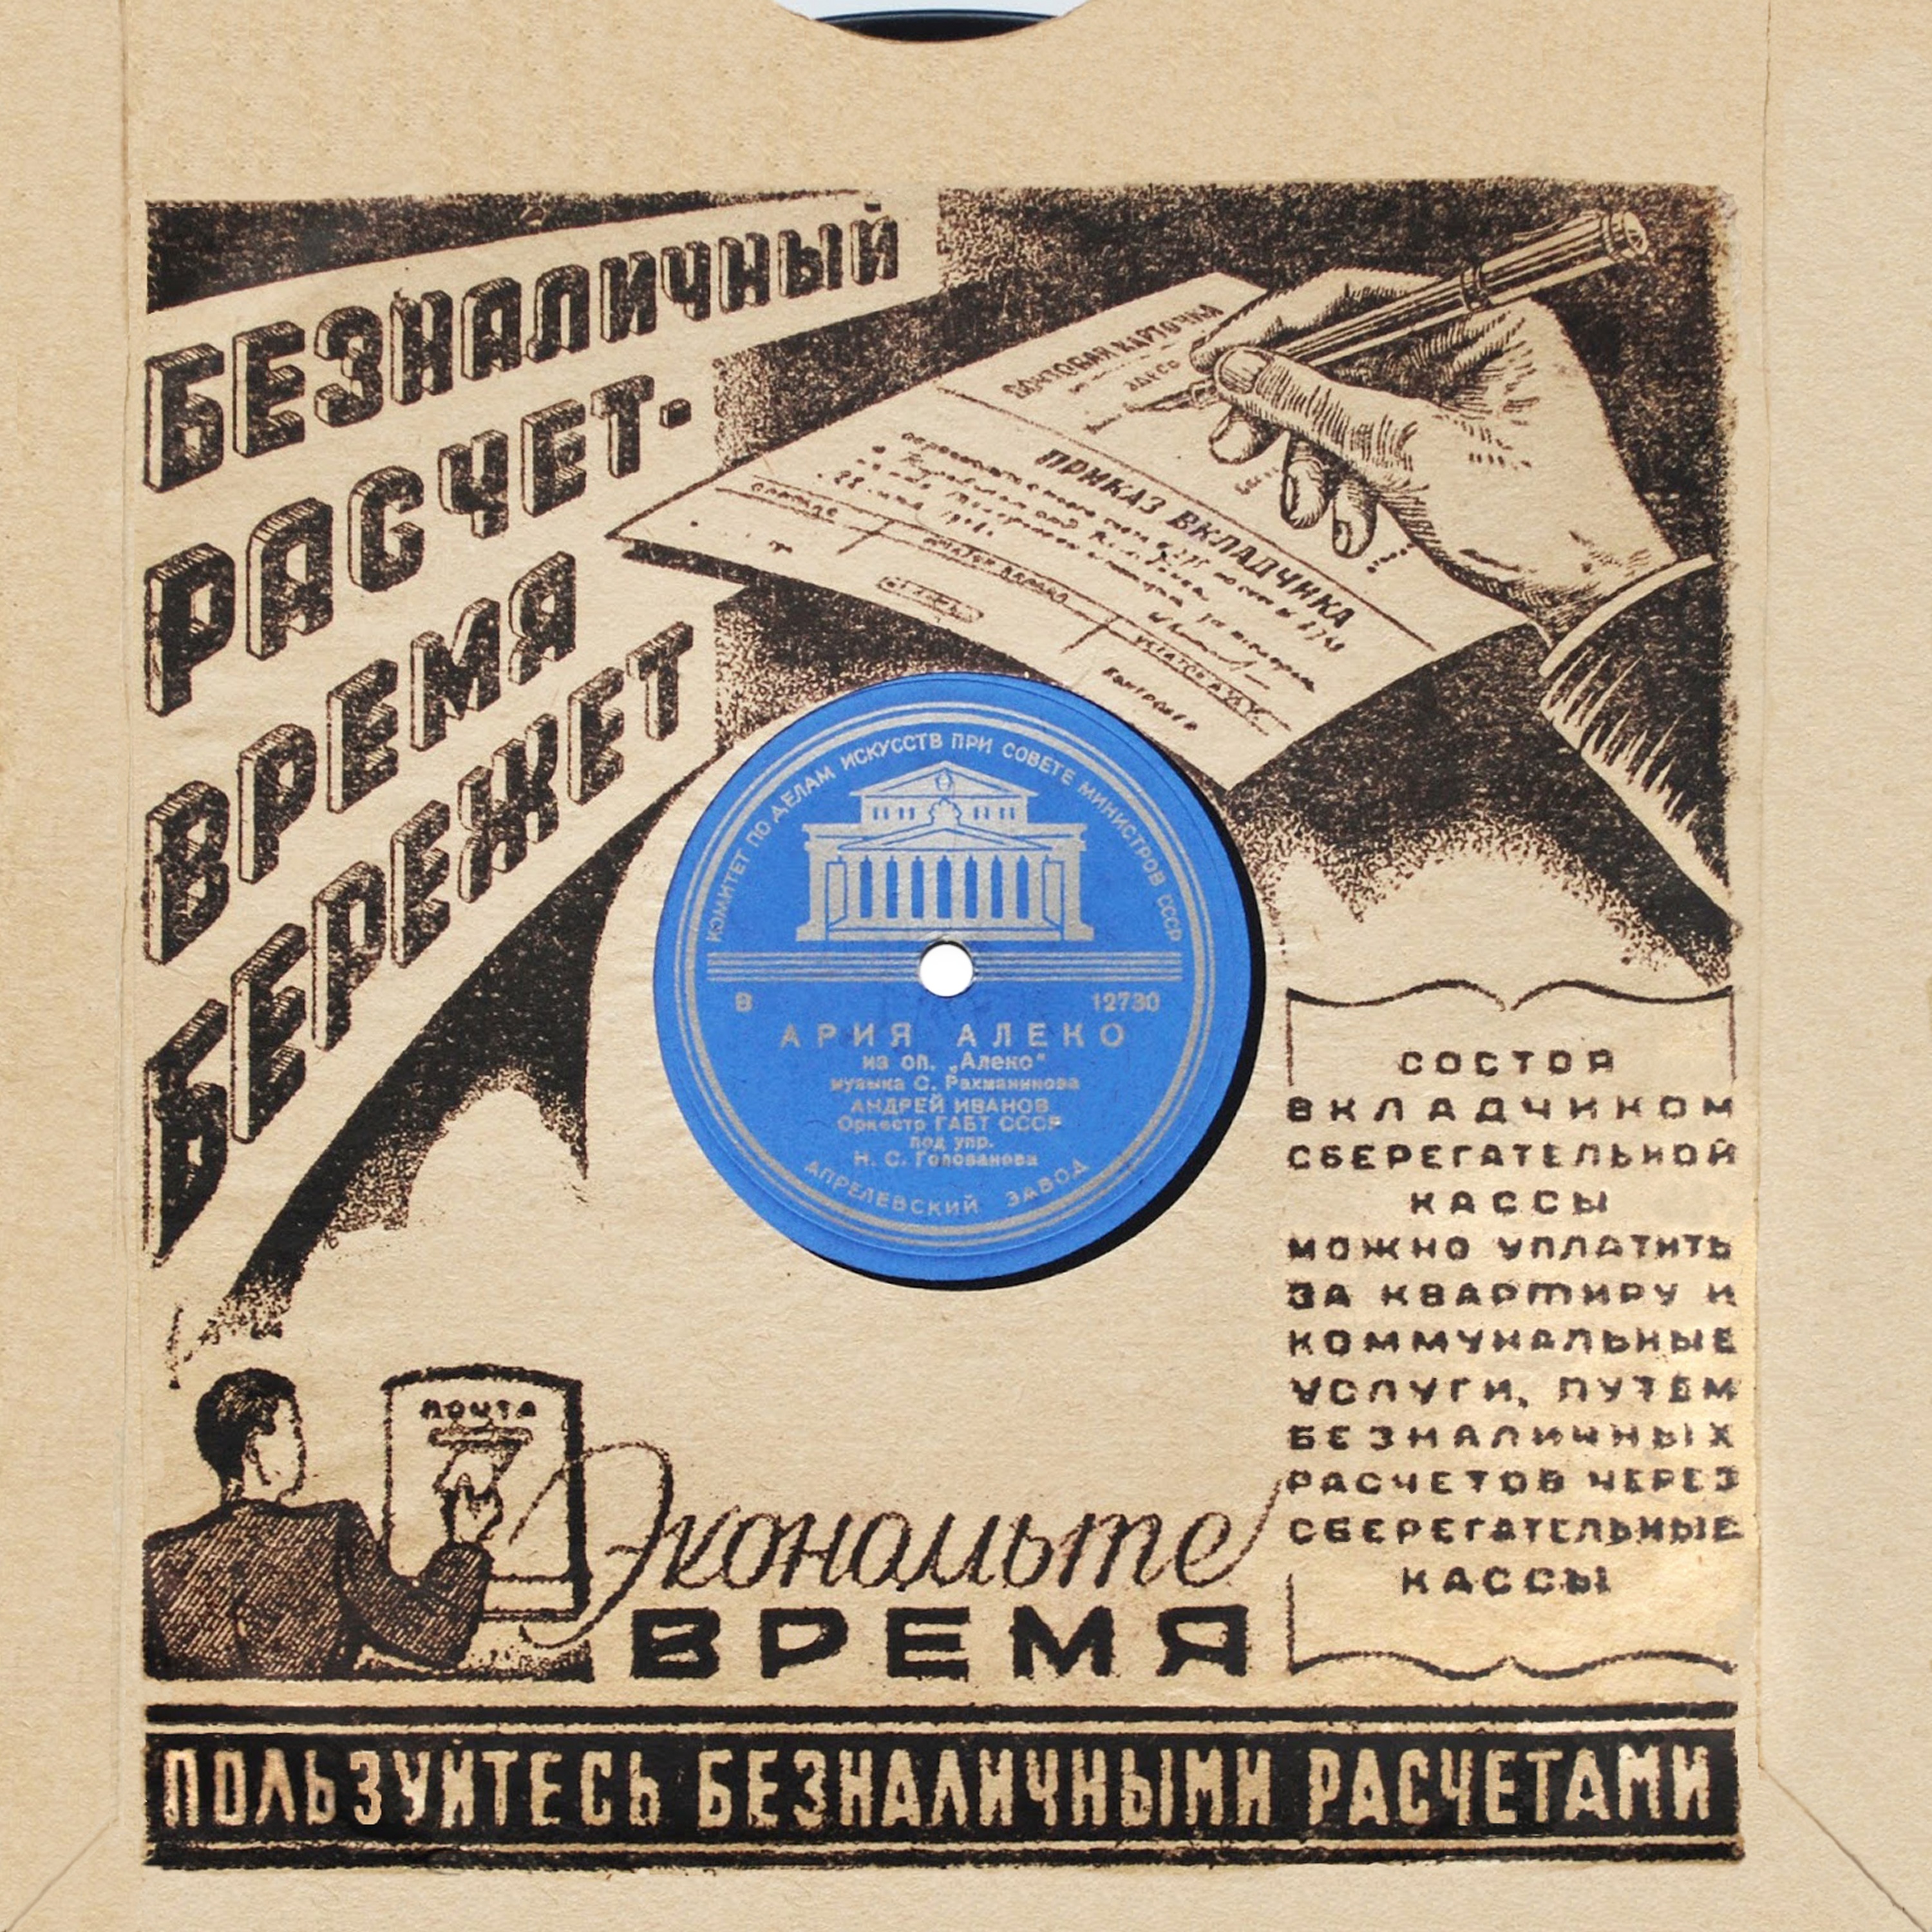 БЕЗНАЛИЧНЫЙ
РАСЧЕТ-
ВРЕМЯ
БЕРЕЖЕТ
ПОЧТОВАЯ КАРТОЧКА
ПРИКАЗ ВКЛАДЧИКА
КОМИТЕТ ПО ДЕЛАМ ИСКУССТВ ПРИ СОВЕТЕ МИНИСТРОВ СССР
В 12730
АРИЯ АЛЕКО
из оп. „Алеко“
музыка С. Рахманинова
АНДРЕЙ ИВАНОВ
Оркестр ГАБТ СССР
под упр.
Н. С. Голованова
АПРЕЛЕВСКИЙ ЗАВОД
СОСТОЯ
ВКЛАДЧИКОМ
СБЕРЕГАТЕЛЬНОЙ
КАССЫ
МОЖНО УПЛАТИТЬ
ЗА КВАРТИРУ И
КОММУНАЛЬНЫЕ
УСЛУГИ, ПУТЕМ
БЕЗНАЛИЧНЫХ
РАСЧЕТОВ ЧЕРЕЗ
СБЕРЕГАТЕЛЬНЫЕ
КАССЫ
ПОЧТА
Экономьте
ВРЕМЯ
ПОЛЬЗУЙТЕСЬ БЕЗНАЛИЧНЫМИ РАСЧЕТАМИ